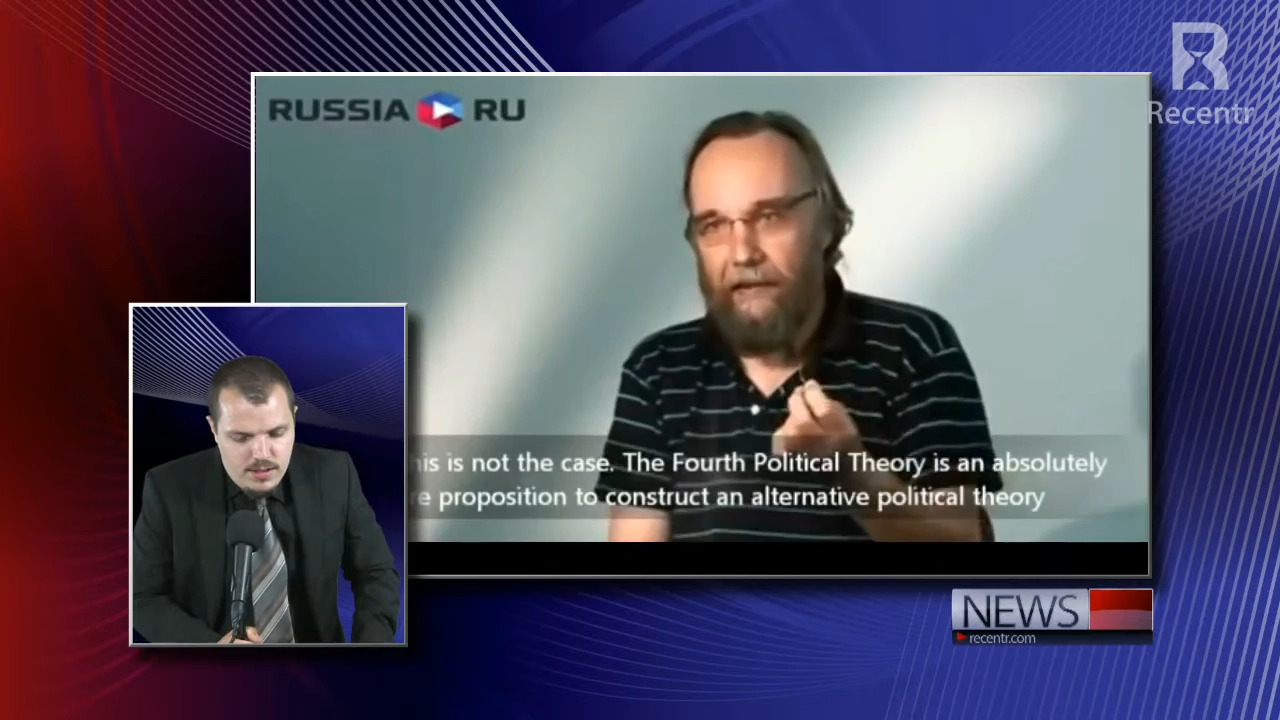 Recentr
RUSSIA RU
is is not the case. The Fourth Political Theory is an absolutely
e proposition to construct an alternative political theory
NEWS
recentr.com